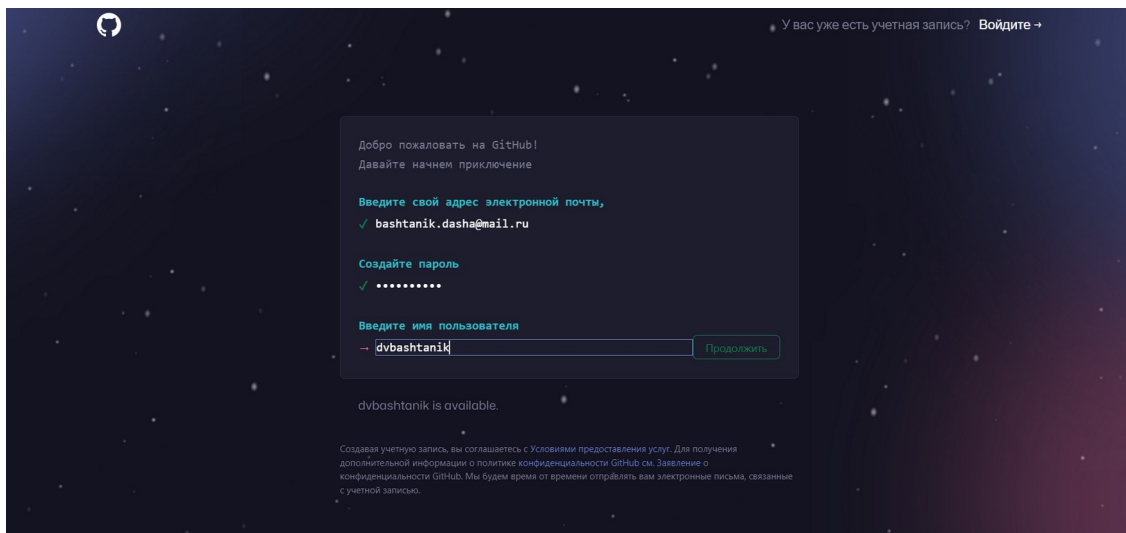 У вас уже есть учетная запись? Войдите →
Добро пожаловать на GitHub!
Давайте начнем приключение
Введите свой адрес электронной почты,
✓ bashtanik.dasha@mail.ru
Создайте пароль
✓ ••••••••••
Введите имя пользователя
→ dvbashtanik
Продолжить
dvbashtanik is available.
Создавая учетную запись, вы соглашаетесь с Условиями предоставления услуг. Для получения
дополнительной информации о политике конфиденциальности GitHub см. Заявление о
конфиденциальности GitHub. Мы будем время от времени отправлять вам электронные письма, связанные
с учетной записью.